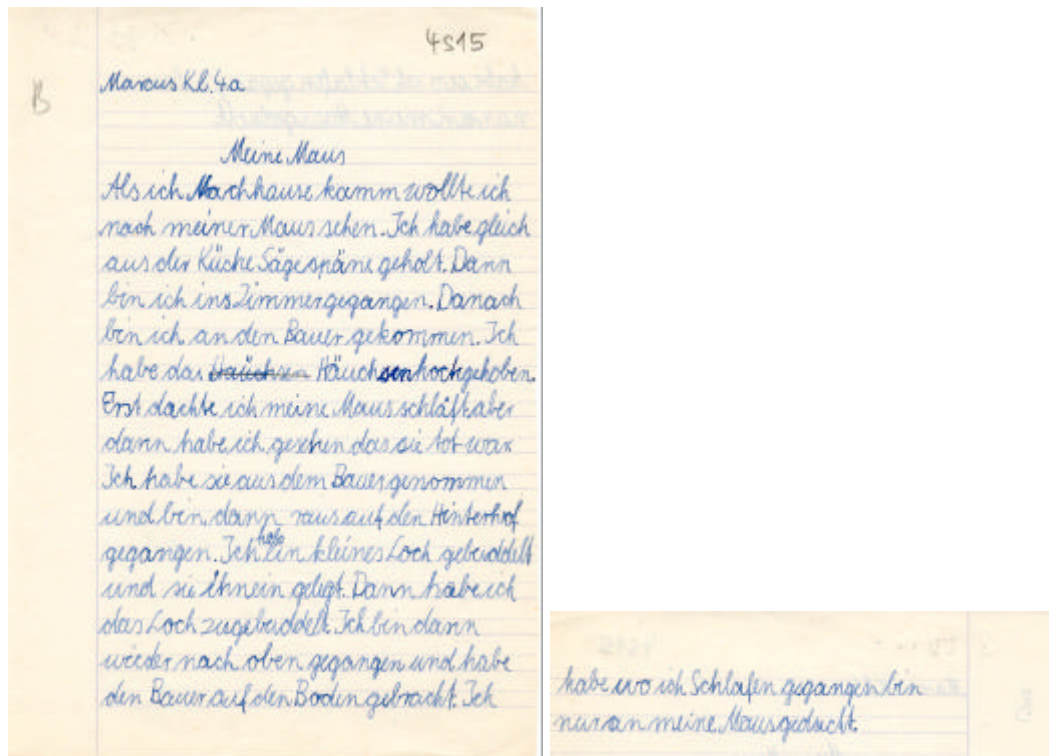 4S15
B
Marcus Kl. 4a
Meine Maus
Als ich Nachhause kamm wollte ich
nach meiner Maus sehen. Ich habe gleich
aus der Küche Sägespäne geholt. Dann
bin ich ins Zimmer gegangen. Danach
bin ich an den Bauer gekommen. Ich
habe das Häuchsen hochgehoben.
Erst dachte ich meine Maus schläft aber
dann habe ich gesehen das sie tot war
Ich habe sie aus dem Bauer genommen
und bin dann raus auf den Hinterhof
gegangen. Ich habe ein kleines Loch gebuddelt
und sie ihnein gelegt. Dann habe ich
das Loch zugebuddelt. Ich bin dann
wieder nach oben gegangen und habe
den Bauer auf den Boden gebracht. Ich
habe wo ich Schlafen gegangen bin
nur an meine Maus gedacht.